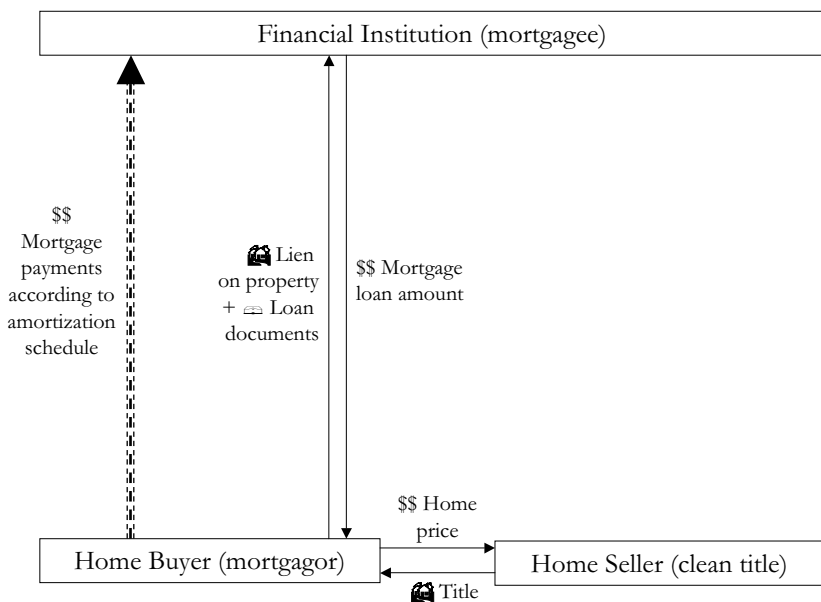 Financial Institution (mortgagee)
$$
Mortgage
payments
according to
amortization
schedule
Lien
on property
+ Loan
documents
$$ Mortgage
loan amount
$$ Home
price
Home Buyer (mortgagor)
Home Seller (clean title)
Title